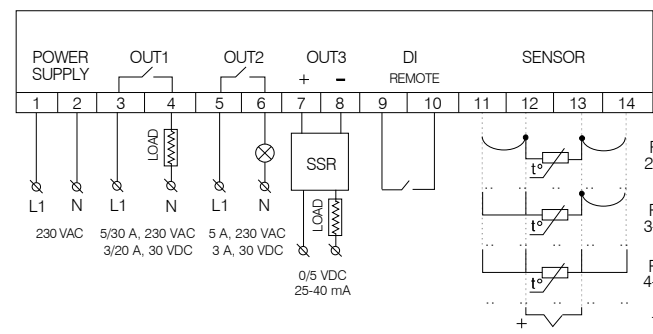 POWER SUPPLY OUT1 OUT2 OUT3 DI SENSOR
+ – REMOTE
1 2 3 4 5 6 7 8 9 10 11 12 13 14
LOAD
SSR
t°
L1 N L1 N L1 N
LOAD
230 VAC 5/30 A, 230 VAC 5 A, 230 VAC
3/20 A, 30 VDC 3 A, 30 VDC
t°
0/5 VDC
25-40 mA
t°
+